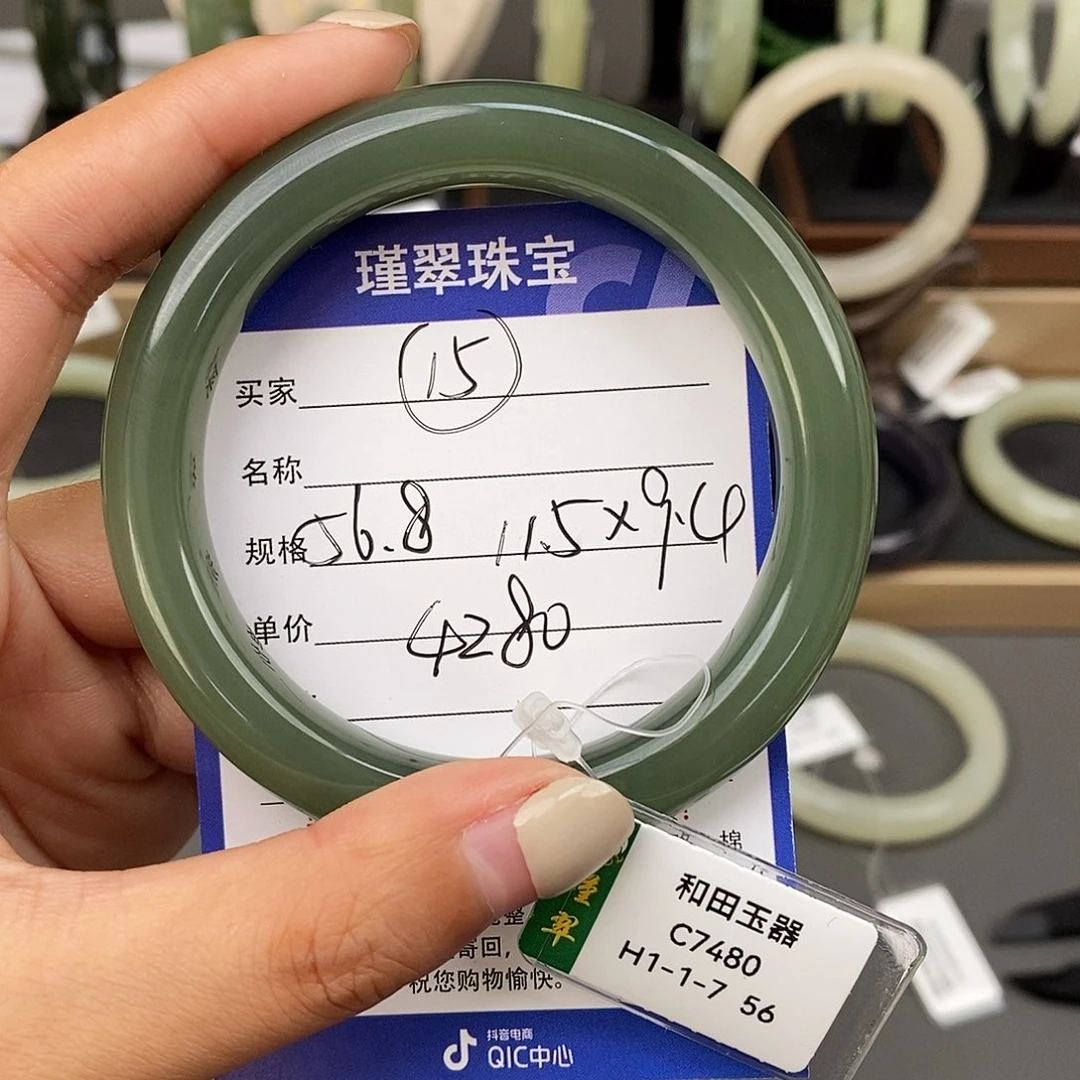 瑾翠珠宝
买家 15
名称
规格 56.8 11.5×9.4
单价 4280
棉
寄回,
祝您购物愉快。
抖音电商
QIC中心
和田玉器
C7480
H1-1-7 56